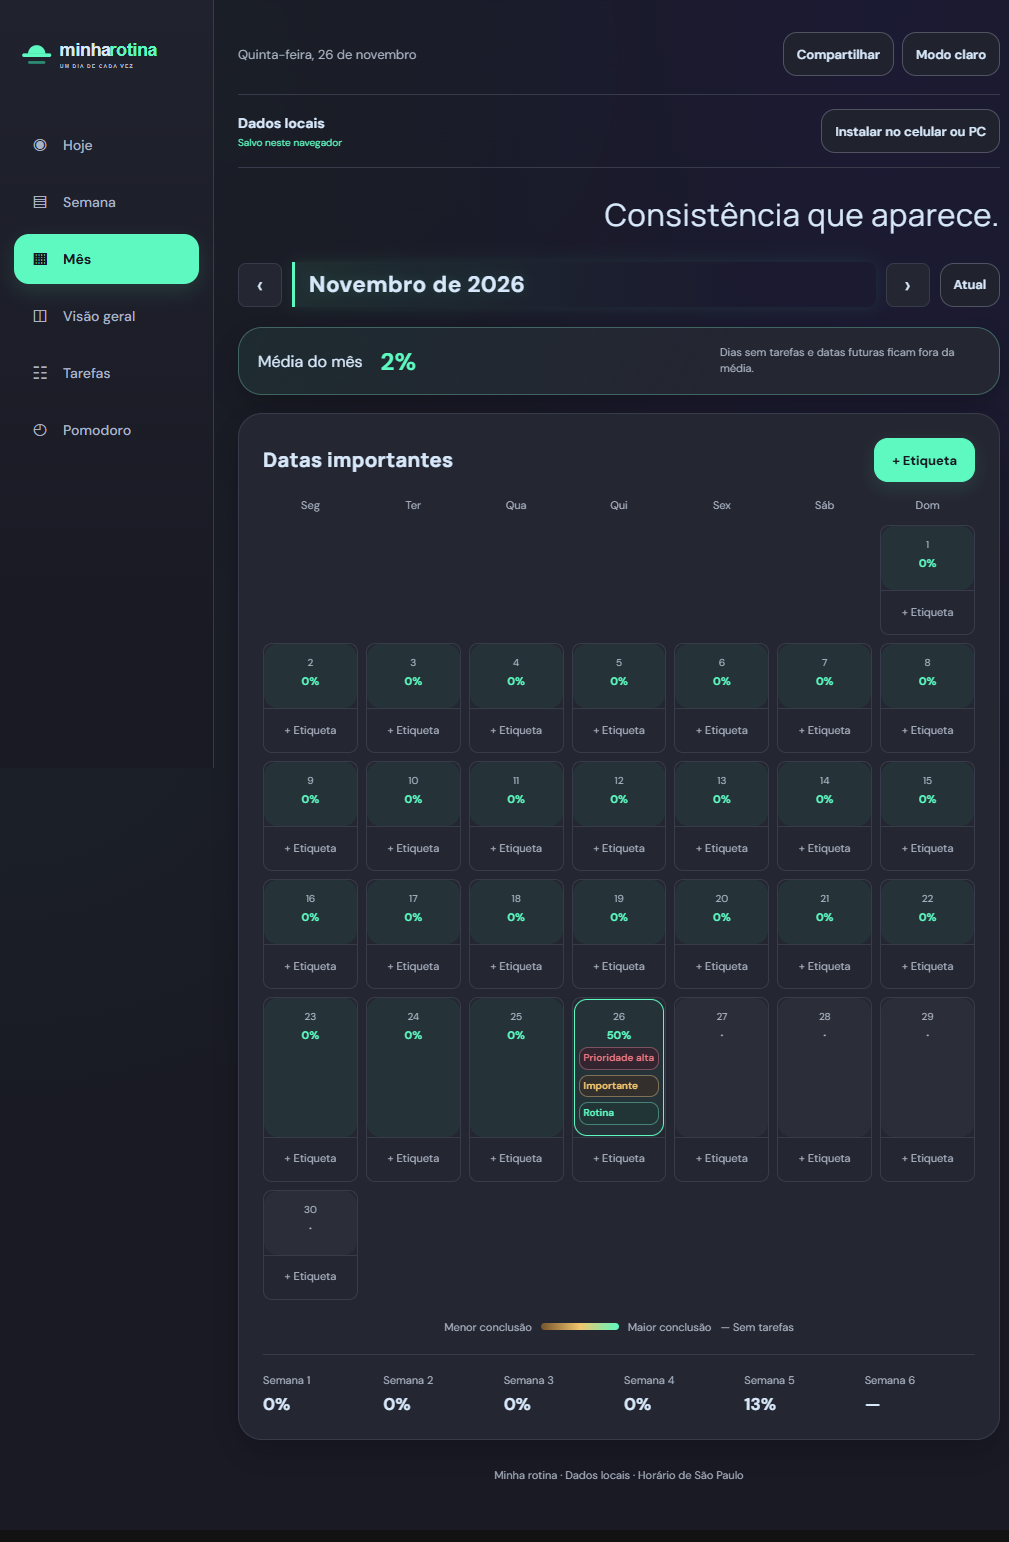 minharotina
UM DIA DE CADA VEZ
Hoje
Semana
Mês
Visão geral
Tarefas
Pomodoro
Quinta-feira, 26 de novembro
Compartilhar
Modo claro
Dados locais
Salvo neste navegador
Instalar no celular ou PC
Consistência que aparece.
‹ Novembro de 2026 › Atual
Média do mês 2%
Dias sem tarefas e datas futuras ficam fora da
média.
Datas importantes
+ Etiqueta
Seg Ter Qua Qui Sex Sáb Dom
1
0%
+ Etiqueta
2 3 4 5 6 7 8
0% 0% 0% 0% 0% 0% 0%
+ Etiqueta + Etiqueta + Etiqueta + Etiqueta + Etiqueta + Etiqueta + Etiqueta
9 10 11 12 13 14 15
0% 0% 0% 0% 0% 0% 0%
+ Etiqueta + Etiqueta + Etiqueta + Etiqueta + Etiqueta + Etiqueta + Etiqueta
16 17 18 19 20 21 22
0% 0% 0% 0% 0% 0% 0%
+ Etiqueta + Etiqueta + Etiqueta + Etiqueta + Etiqueta + Etiqueta + Etiqueta
23 24 25 26 27 28 29
0% 0% 0% 50% - - -
Prioridade alta
Importante
Rotina
+ Etiqueta + Etiqueta + Etiqueta + Etiqueta + Etiqueta + Etiqueta + Etiqueta
30
-
+ Etiqueta
Menor conclusão Maior conclusão — Sem tarefas
Semana 1 Semana 2 Semana 3 Semana 4 Semana 5 Semana 6
0% 0% 0% 0% 13% —
Minha rotina · Dados locais · Horário de São Paulo